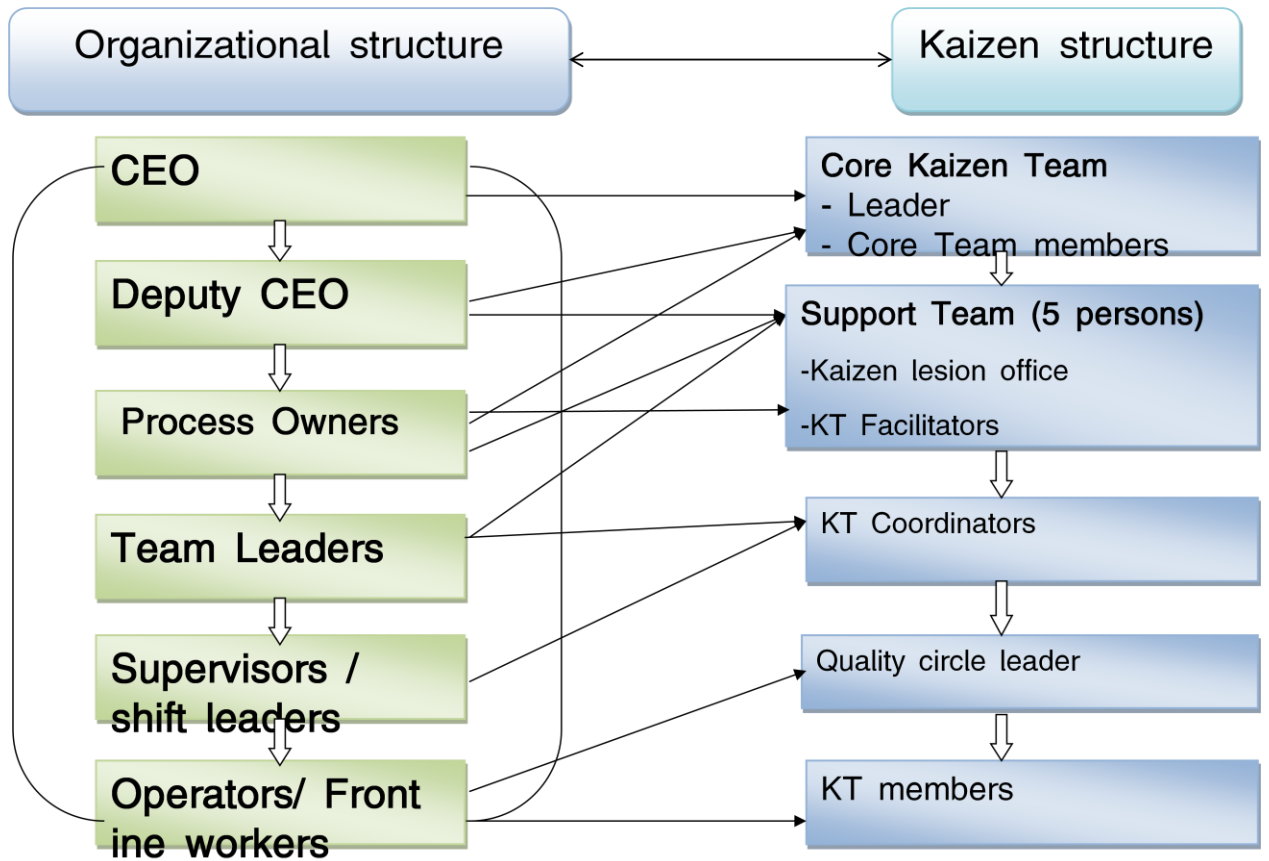 Organizational structure
Kaizen structure
CEO
Deputy CEO
Process Owners
Team Leaders
Supervisors /
shift leaders
Operators/ Front
ine workers
Core Kaizen Team
- Leader
- Core Team members
Support Team (5 persons)
-Kaizen lesion office
-KT Facilitators
KT Coordinators
Quality circle leader
KT members